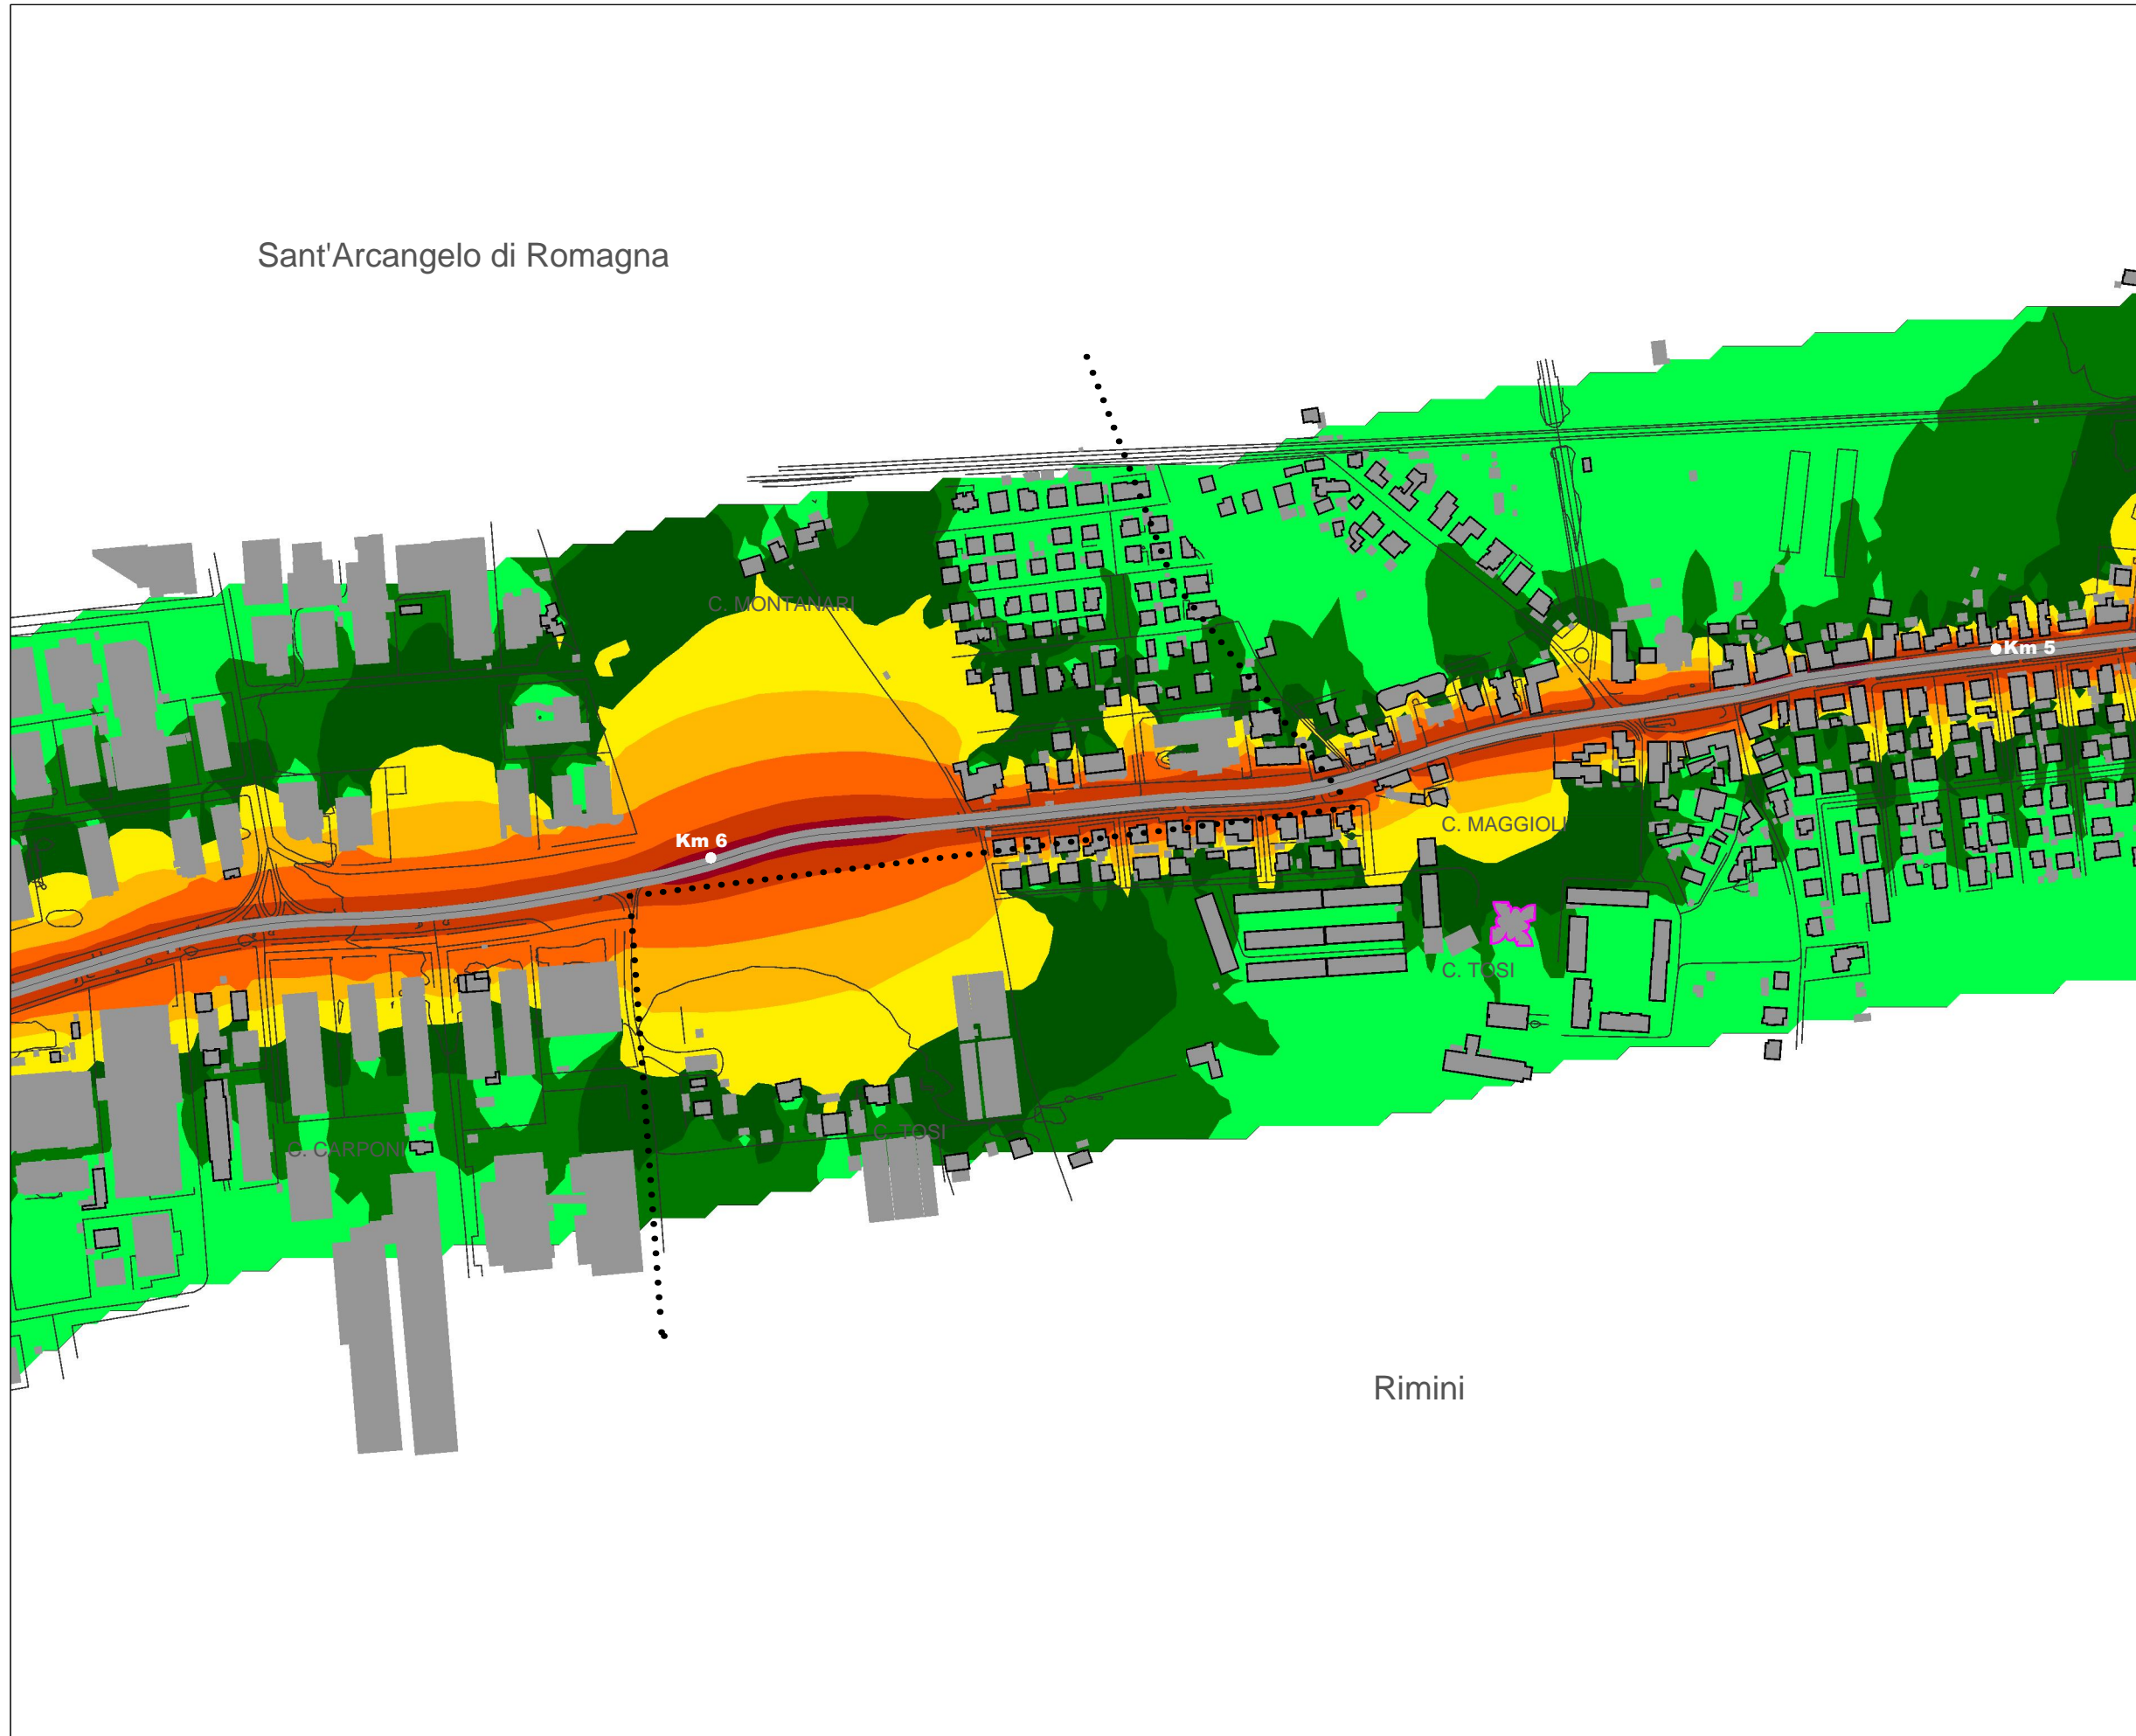 Sant'Arcangelo di Romagna
C. MONTANARI
Km 5
C. MAGGIOLI
Km 6
C. TOSI
C. TOSI
C. CARPONI
Rimini